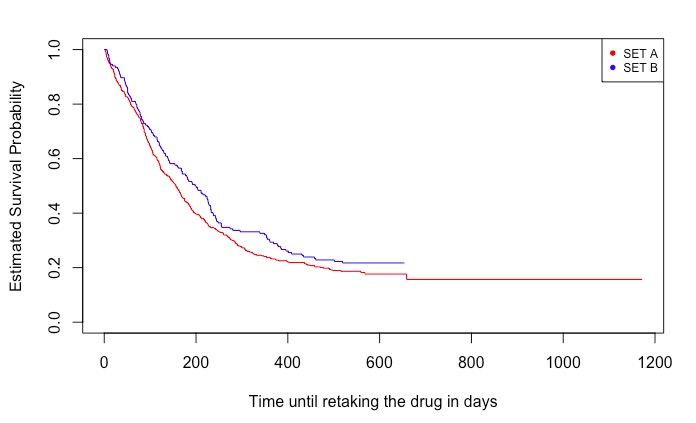 SET A
SET B
Estimated Survival Probability
1.0
0.8
0.6
0.4
0.2
0.0
0 200 400 600 800 1000 1200
Time until retaking the drug in days